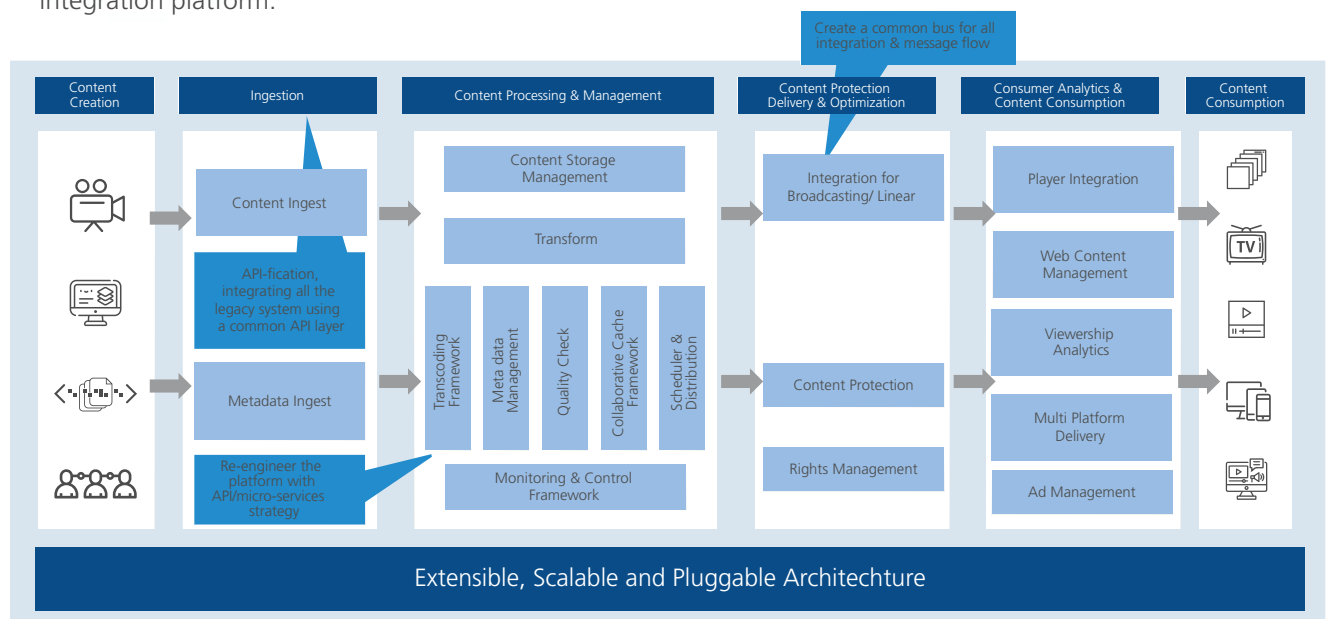 integration platform.
Create a common bus for all
integration & message flow
Content
Creation
Ingestion
Content Processing & Management
Content Protection
Delivery & Optimization
Consumer Analytics &
Content Consumption
Content
Consumption
Content Ingest
API-fication,
integrating all the
legacy system using
a common API layer
Metadata Ingest
Re-engineer the
platform with
API/micro-services
strategy
Content Storage
Management
Transform
Transcoding
Framework
Meta data
Management
Quality Check
Collaborative Cache
Framework
Scheduler &
Distribution
Monitoring & Control
Framework
Integration for
Broadcasting/ Linear
Content Protection
Rights Management
Player Integration
Web Content
Management
Viewership
Analytics
Multi Platform
Delivery
Ad Management
TV
Extensible, Scalable and Pluggable Architechture